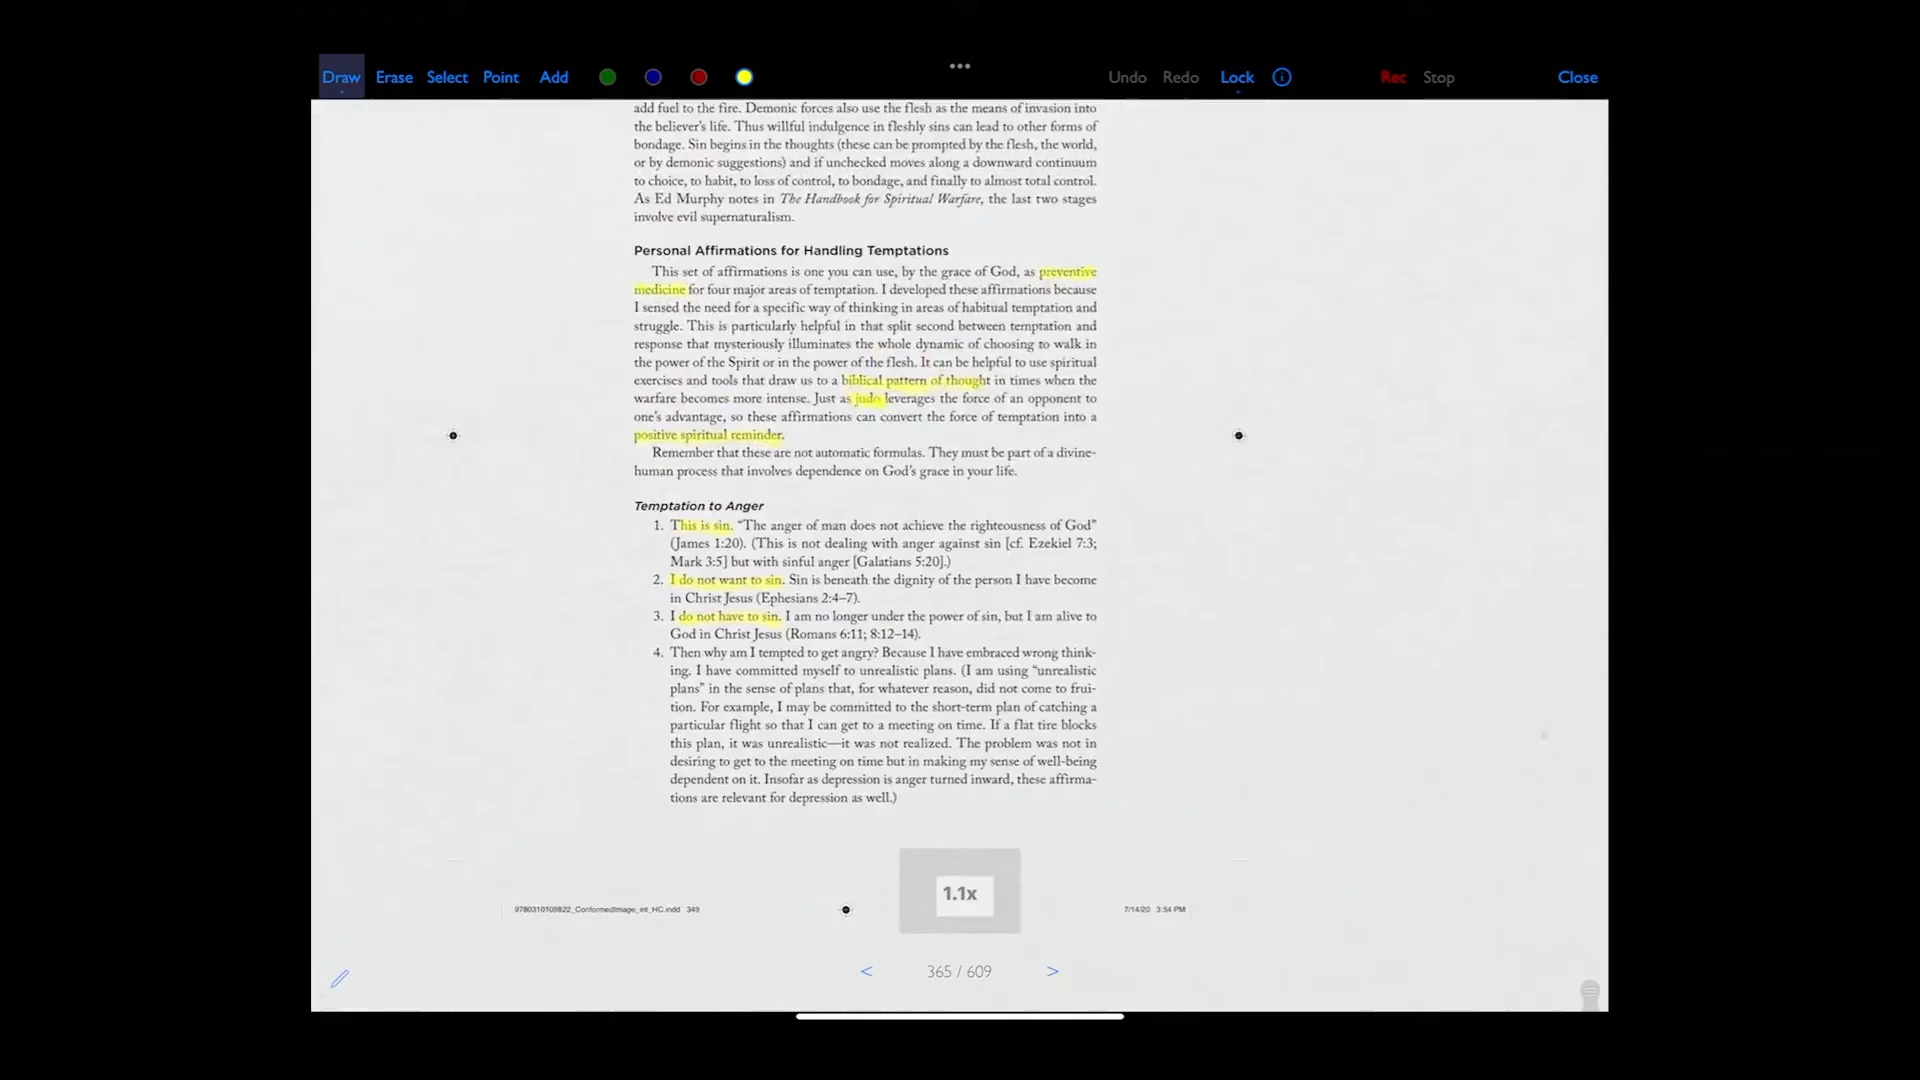 Draw Erase Select Point Add Undo Redo Lock Rec Stop Close
add fuel to the fire. Demonic forces also use the flesh as the means of invasion into
the believer's life. Thus willful indulgence in fleshly sins can lead to other forms of
bondage. Sin begins in the thoughts (these can be prompted by the flesh, the world,
or by demonic suggestions) and if unchecked moves along a downward continuum
to choice, to habit, to loss of control, to bondage, and finally to almost total control.
As Ed Murphy notes in The Handbook for Spiritual Warfare, the last two stages
involve evil supernaturalism.
Personal Affirmations for Handling Temptations
This set of affirmations is one you can use, by the grace of God, as preventive
medicine for four major areas of temptation. I developed these affirmations because
I sensed the need for a specific way of thinking in areas of habitual temptation and
struggle. This is particularly helpful in that split second between temptation and
response that mysteriously illuminates the whole dynamic of choosing to walk in
the power of the Spirit or in the power of the flesh. It can be helpful to use spiritual
exercises and tools that draw us to a biblical pattern of thought in times when the
warfare becomes more intense. Just as judo leverages the force of an opponent to
one's advantage, so these affirmations can convert the force of temptation into a
positive spiritual reminder.
Remember that these are not automatic formulas. They must be part of a divine-
human process that involves dependence on God's grace in your life.
Temptation to Anger
1. This is sin. "The anger of man does not achieve the righteousness of God"
(James 1:20). (This is not dealing with anger against sin [cf. Ezekiel 7:3;
Mark 3:5] but with sinful anger [Galatians 5:20].)
2. I do not want to sin. Sin is beneath the dignity of the person I have become
in Christ Jesus (Ephesians 2:4–7).
3. I do not have to sin. I am no longer under the power of sin, but I am alive to
God in Christ Jesus (Romans 6:11; 8:12–14).
4. Then why am I tempted to get angry? Because I have embraced wrong think-
ing. I have committed myself to unrealistic plans. (I am using "unrealistic
plans" in the sense of plans that, for whatever reason, did not come to frui-
tion. For example, I may be committed to the short-term plan of catching a
particular flight so that I can get to a meeting on time. If a flat tire blocks
this plan, it was unrealistic—it was not realized. The problem was not in
desiring to get to the meeting on time but in making my sense of well-being
dependent on it. Insofar as depression is anger turned inward, these affirma-
tions are relevant for depression as well.)
1.1x
9780310109822_ConformedImage_int_HC.indd 349 7/14/20 3:54 PM
< 365 / 609 >